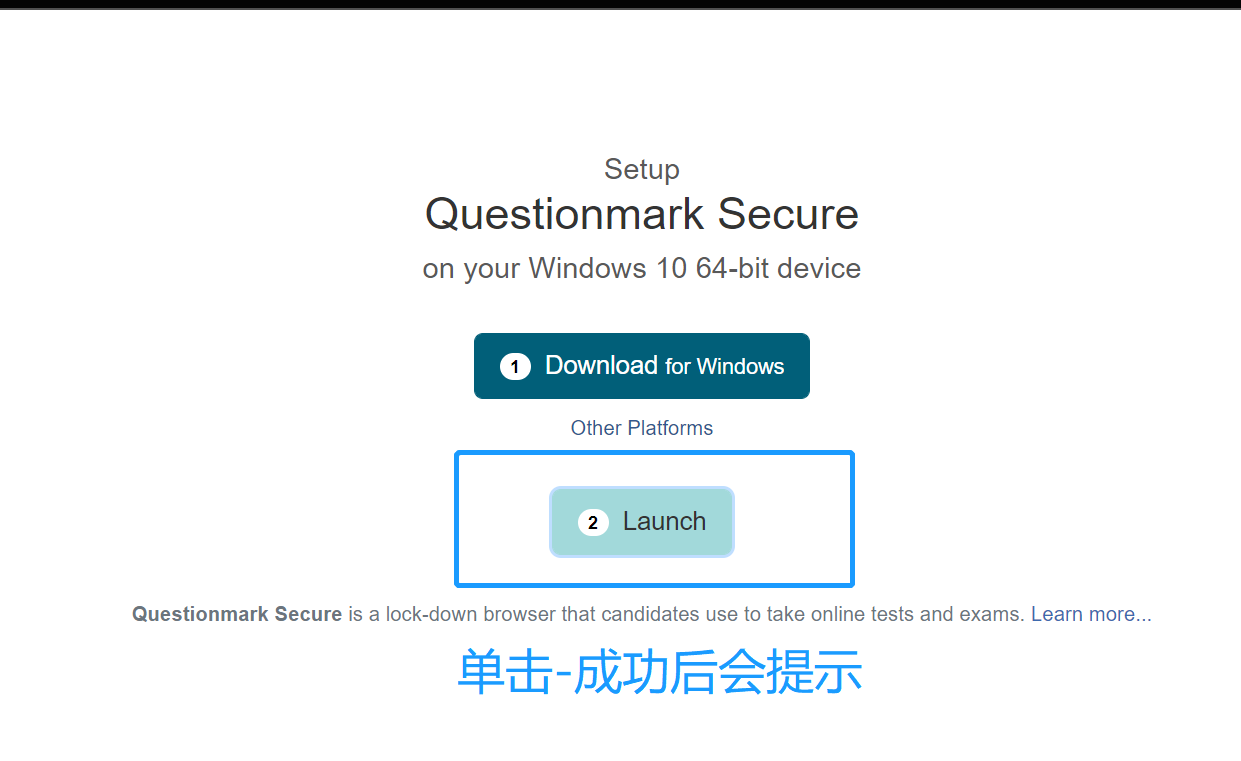 Setup
Questionmark Secure
on your Windows 10 64-bit device
1 Download for Windows
Other Platforms
2 Launch
Questionmark Secure is a lock-down browser that candidates use to take online tests and exams. Learn more...
单击-成功后会提示